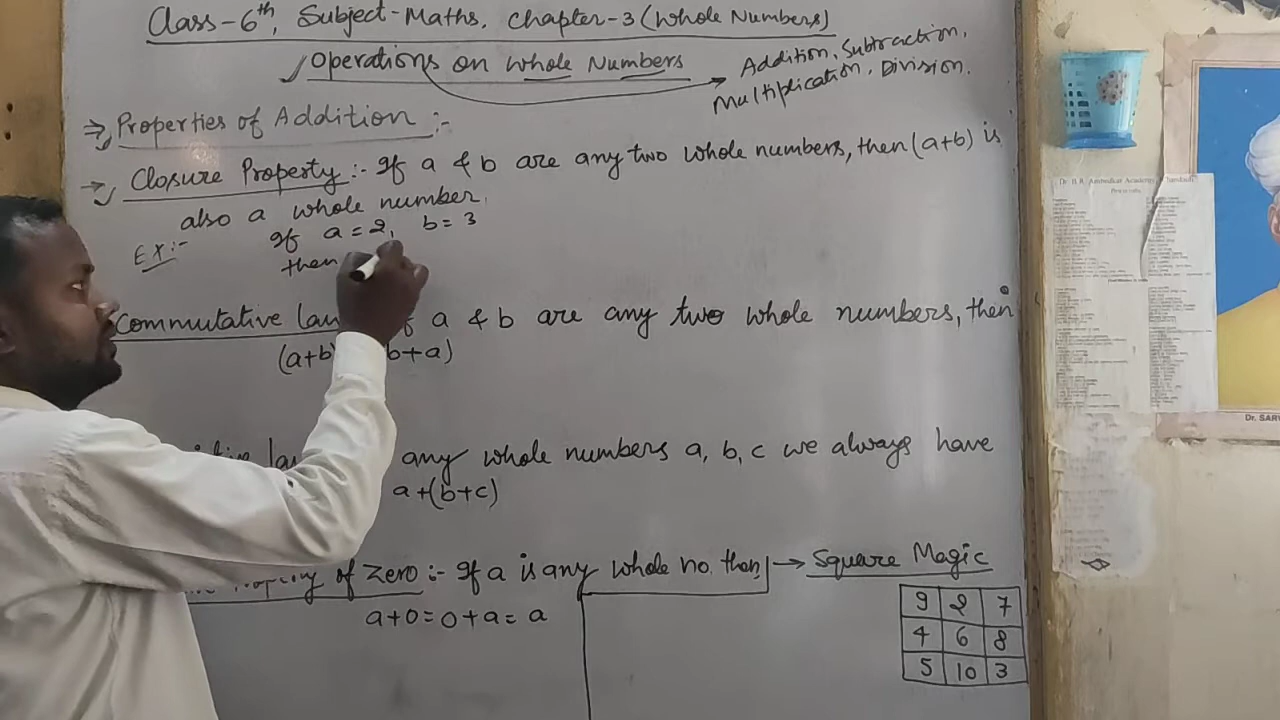 Class-6th, Subject-Maths, Chapter-3 (Whole Numbers)
Operations on Whole Numbers
Addition, Subtraction,
Multiplication, Division.
Properties of Addition :-
Closure Property :- If a & b are any two whole numbers, then (a+b) is
also a whole number.
EX:- If a = 2, b = 3
then
Commutative law a & b are any two whole numbers, then
(a+b) b+a)
any whole numbers a, b, c we always have
a+(b+c)
Property of Zero :- If a is any whole no. then,
a+0=0+a= a
→ Square Magic
9 2 7
4 6 8
5 10 3
Dr. SARV